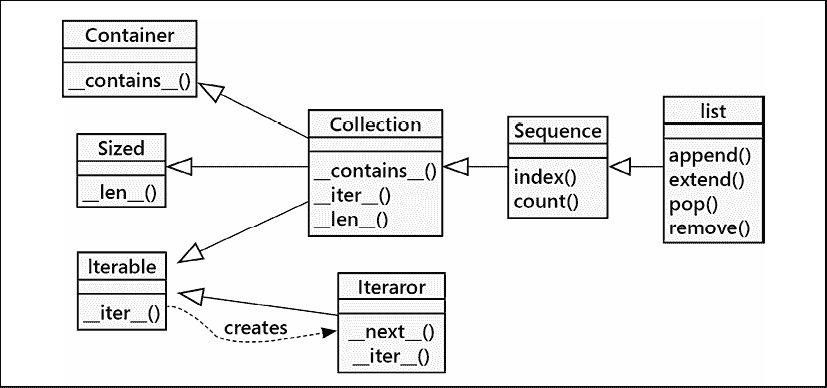 Container
__contains__()
Sized
__len__()
Iterable
__iter__()
creates
Collection
__contains__()
__iter__()
__len__()
Iteraror
__next__()
__iter__()
Sequence
index()
count()
list
append()
extend()
pop()
remove()